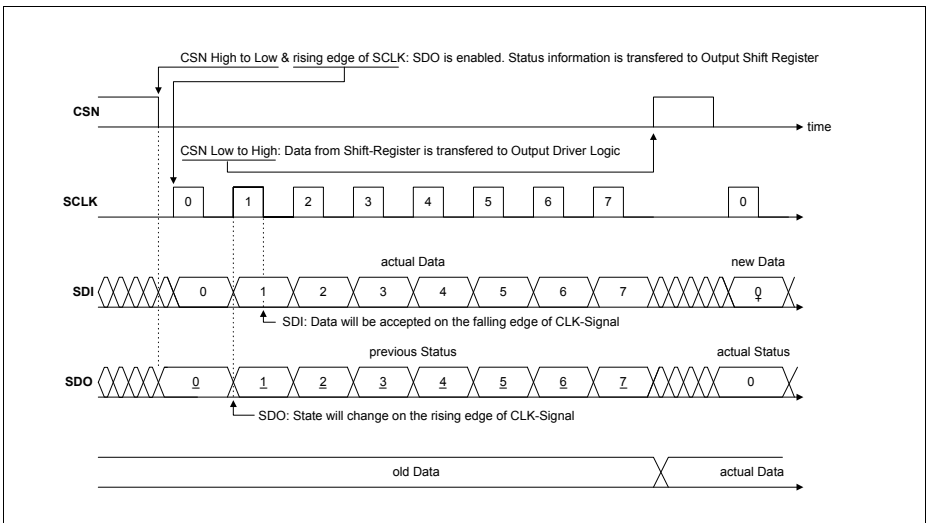 CSN High to Low & rising edge of SCLK: SDO is enabled. Status information is transfered to Output Shift Register
CSN
time
CSN Low to High: Data from Shift-Register is transfered to Output Driver Logic
SCLK 0 1 2 3 4 5 6 7 0
actual Data new Data
SDI 0 1 2 3 4 5 6 7 0
SDI: Data will be accepted on the falling edge of CLK-Signal
previous Status actual Status
SDO 0 1 2 3 4 5 6 7 0
SDO: State will change on the rising edge of CLK-Signal
old Data actual Data